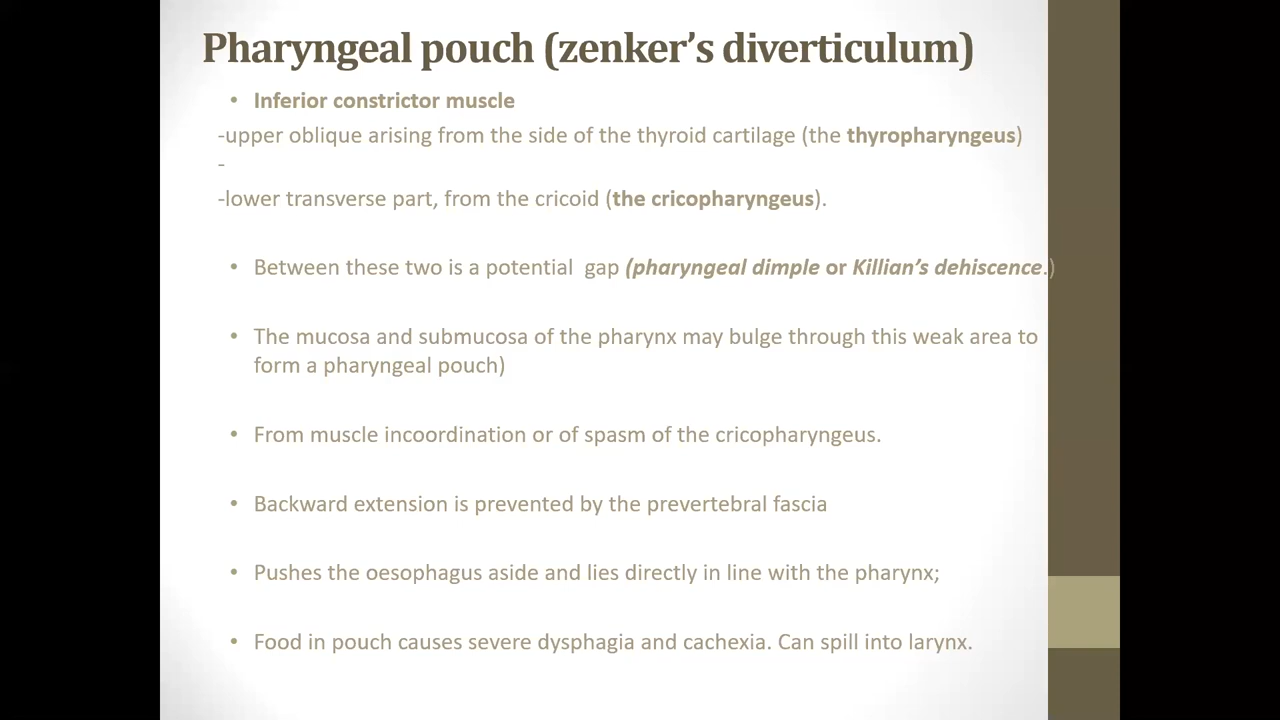 Pharyngeal pouch (zenker's diverticulum)
• Inferior constrictor muscle
-upper oblique arising from the side of the thyroid cartilage (the thyropharyngeus)
-
-lower transverse part, from the cricoid (the cricopharyngeus).
• Between these two is a potential  gap (pharyngeal dimple or Killian's dehiscence.)
• The mucosa and submucosa of the pharynx may bulge through this weak area to
form a pharyngeal pouch)
• From muscle incoordination or of spasm of the cricopharyngeus.
• Backward extension is prevented by the prevertebral fascia
• Pushes the oesophagus aside and lies directly in line with the pharynx;
• Food in pouch causes severe dysphagia and cachexia. Can spill into larynx.